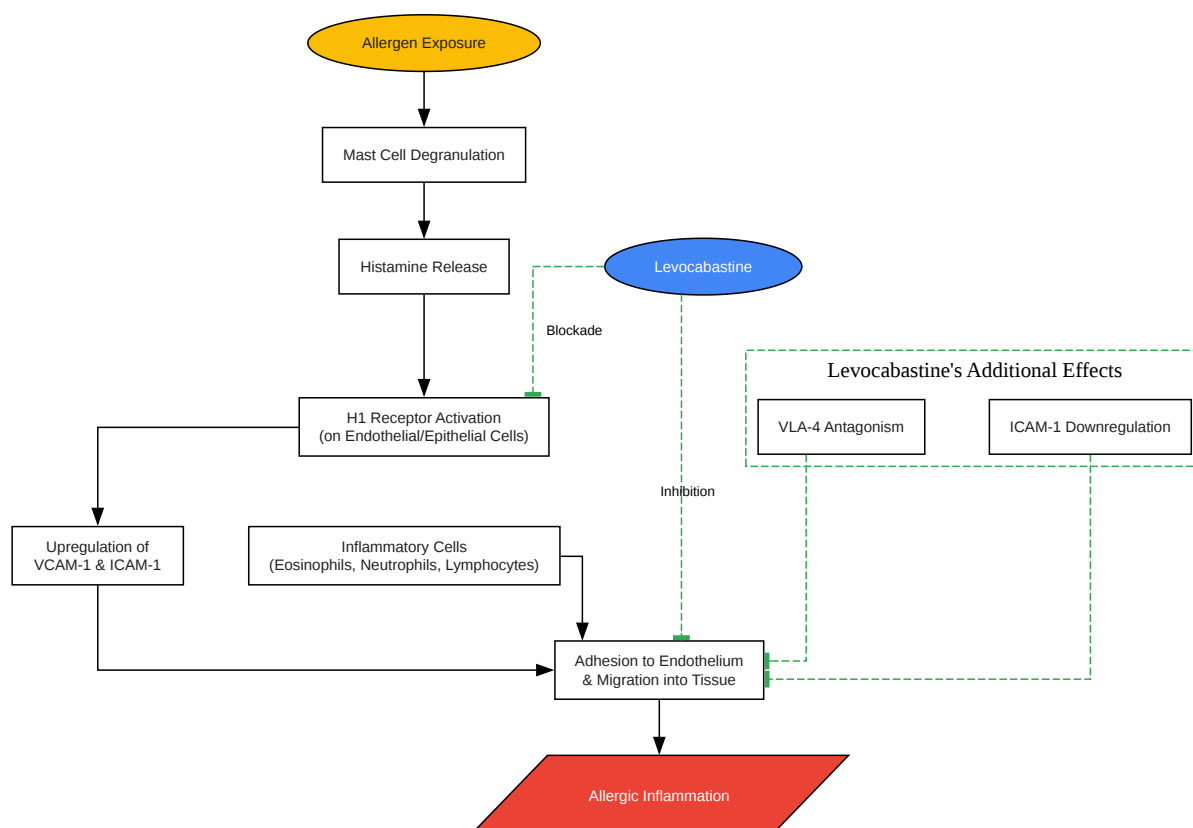 Allergen Exposure
Mast Cell Degranulation
Histamine Release
Levocabastine
Blockade
Levocabastine's Additional Effects
VLA-4 Antagonism
ICAM-1 Downregulation
H1 Receptor Activation
(on Endothelial/Epithelial Cells)
Inhibition
Upregulation of
VCAM-1 & ICAM-1
Inflammatory Cells
(Eosinophils, Neutrophils, Lymphocytes)
Adhesion to Endothelium
& Migration into Tissue
Allergic Inflammation